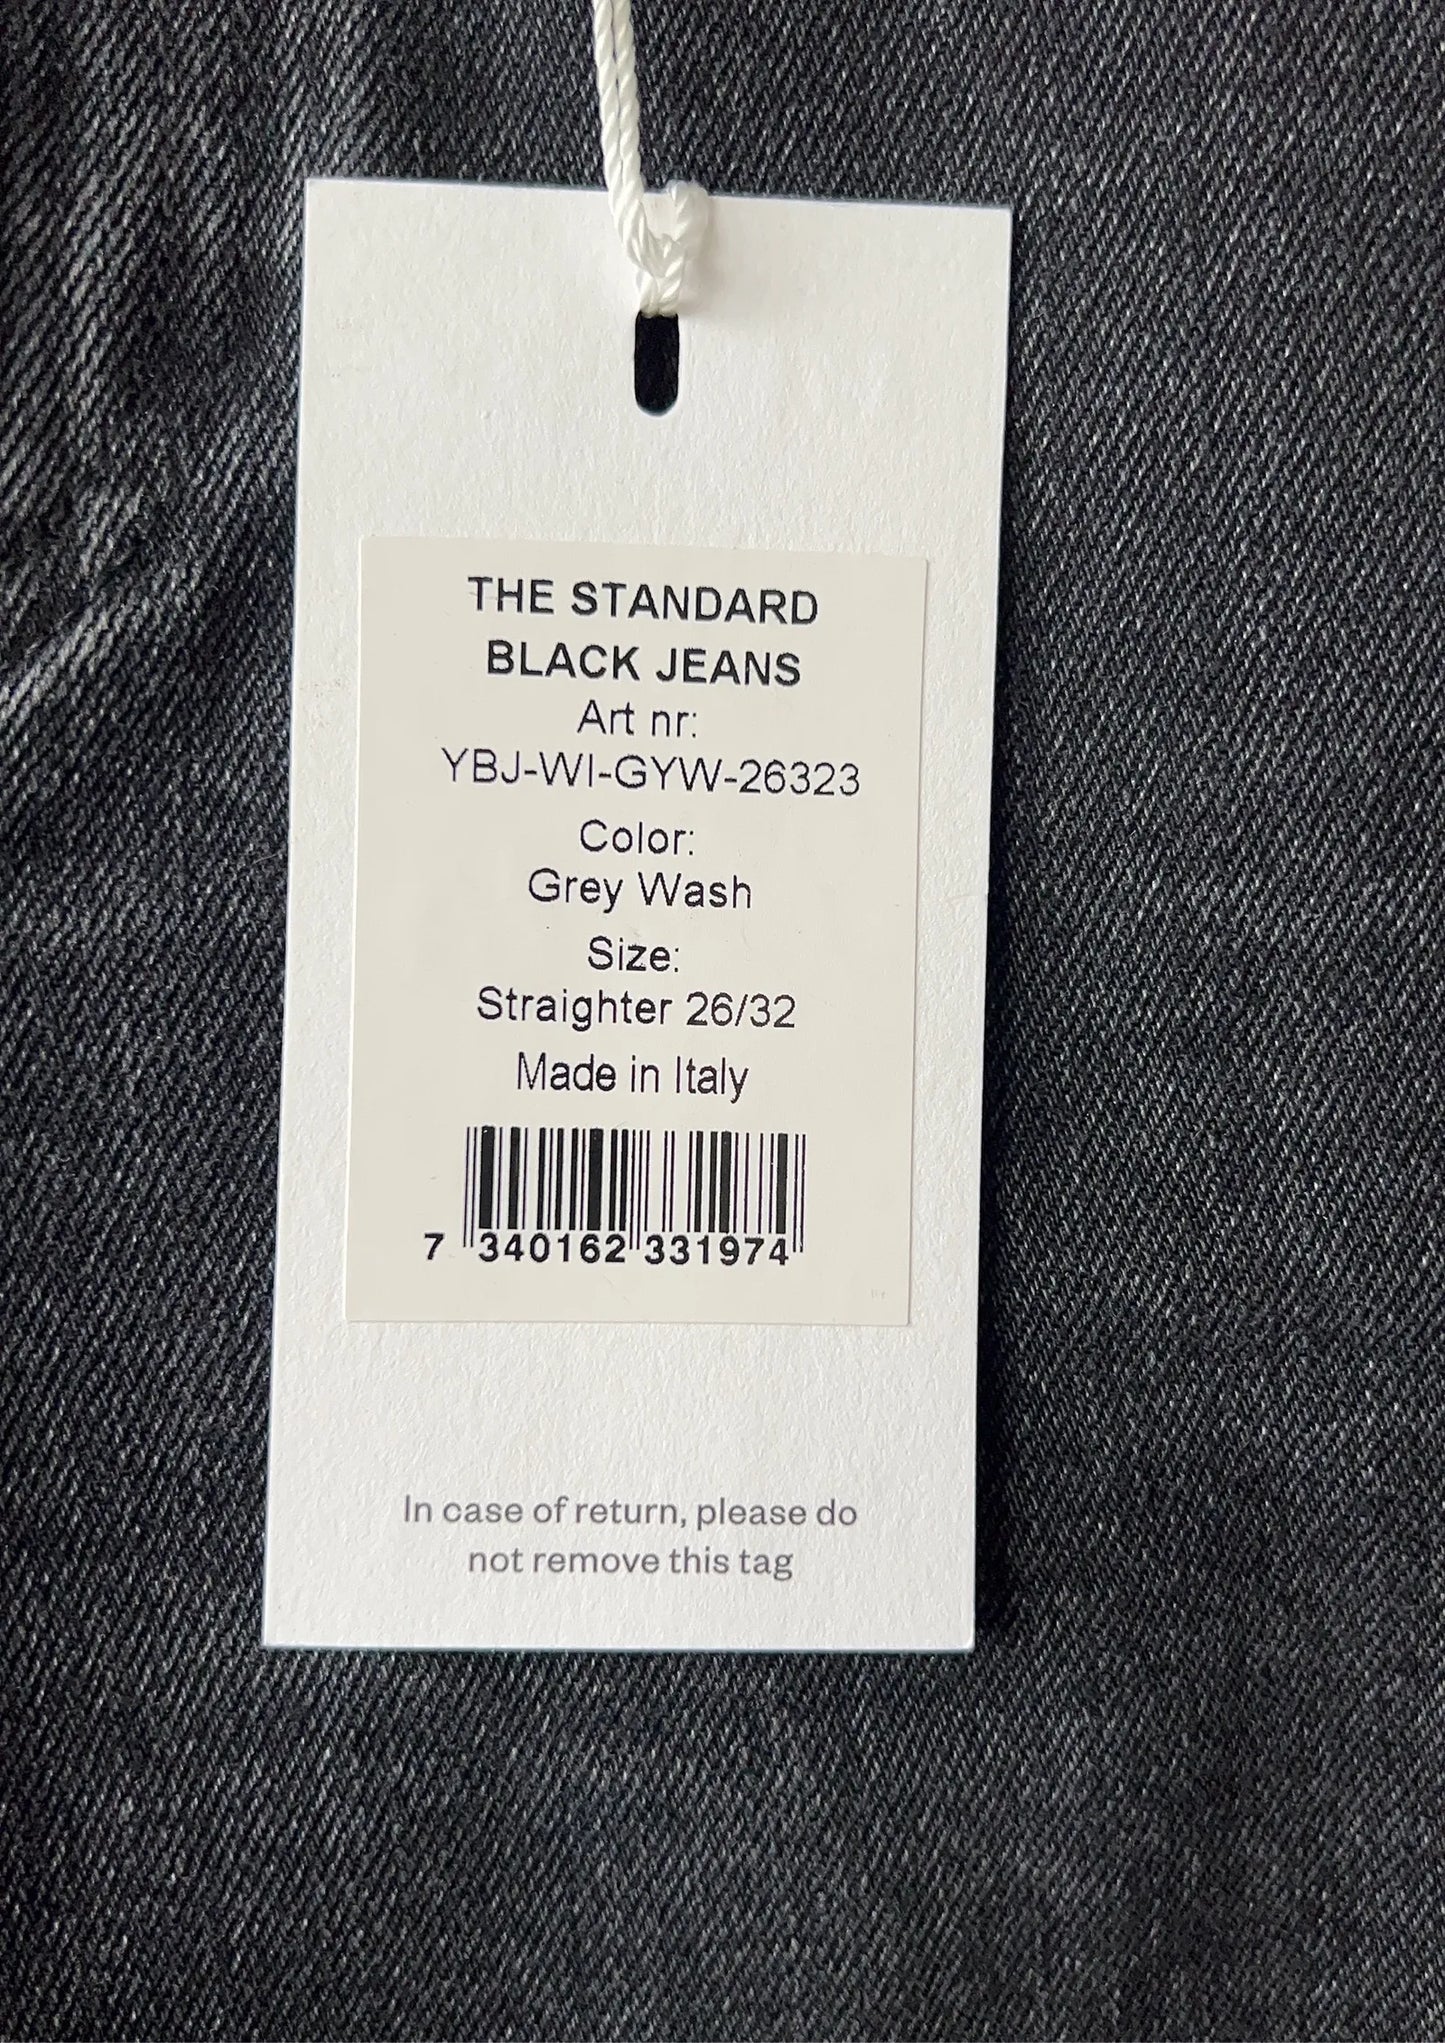 THE STANDARD
BLACK JEANS
Art nr:
YBJ-WI-GYW-26323
Color:
Grey Wash
Size:
Straighter 26/32
Made in Italy
7 340162 331974
In case of return, please do
not remove this tag